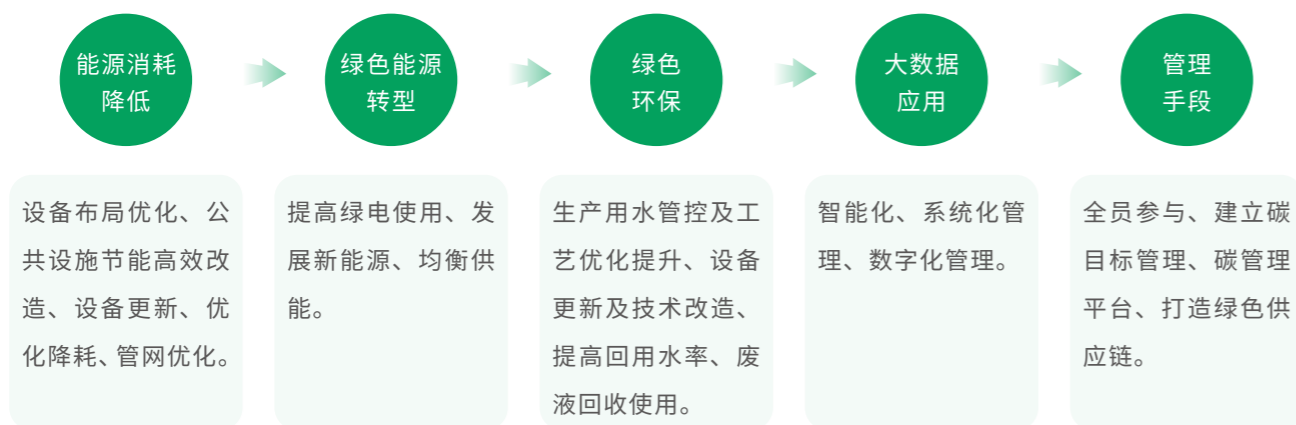 能源消耗
降低
绿色能源
转型
绿色
环保
大数据
应用
管理
手段
设备布局优化、公
共设施节能高效改
造、设备更新、优
化降耗、管网优化。
提高绿电使用、发
展新能源、均衡供
能。
生产用水管控及工
艺优化提升、设备
更新及技术改造、
提高回用水率、废
液回收使用。
智能化、系统化管
理、数字化管理。
全员参与、建立碳
目标管理、碳管理
平台、打造绿色供
应链。